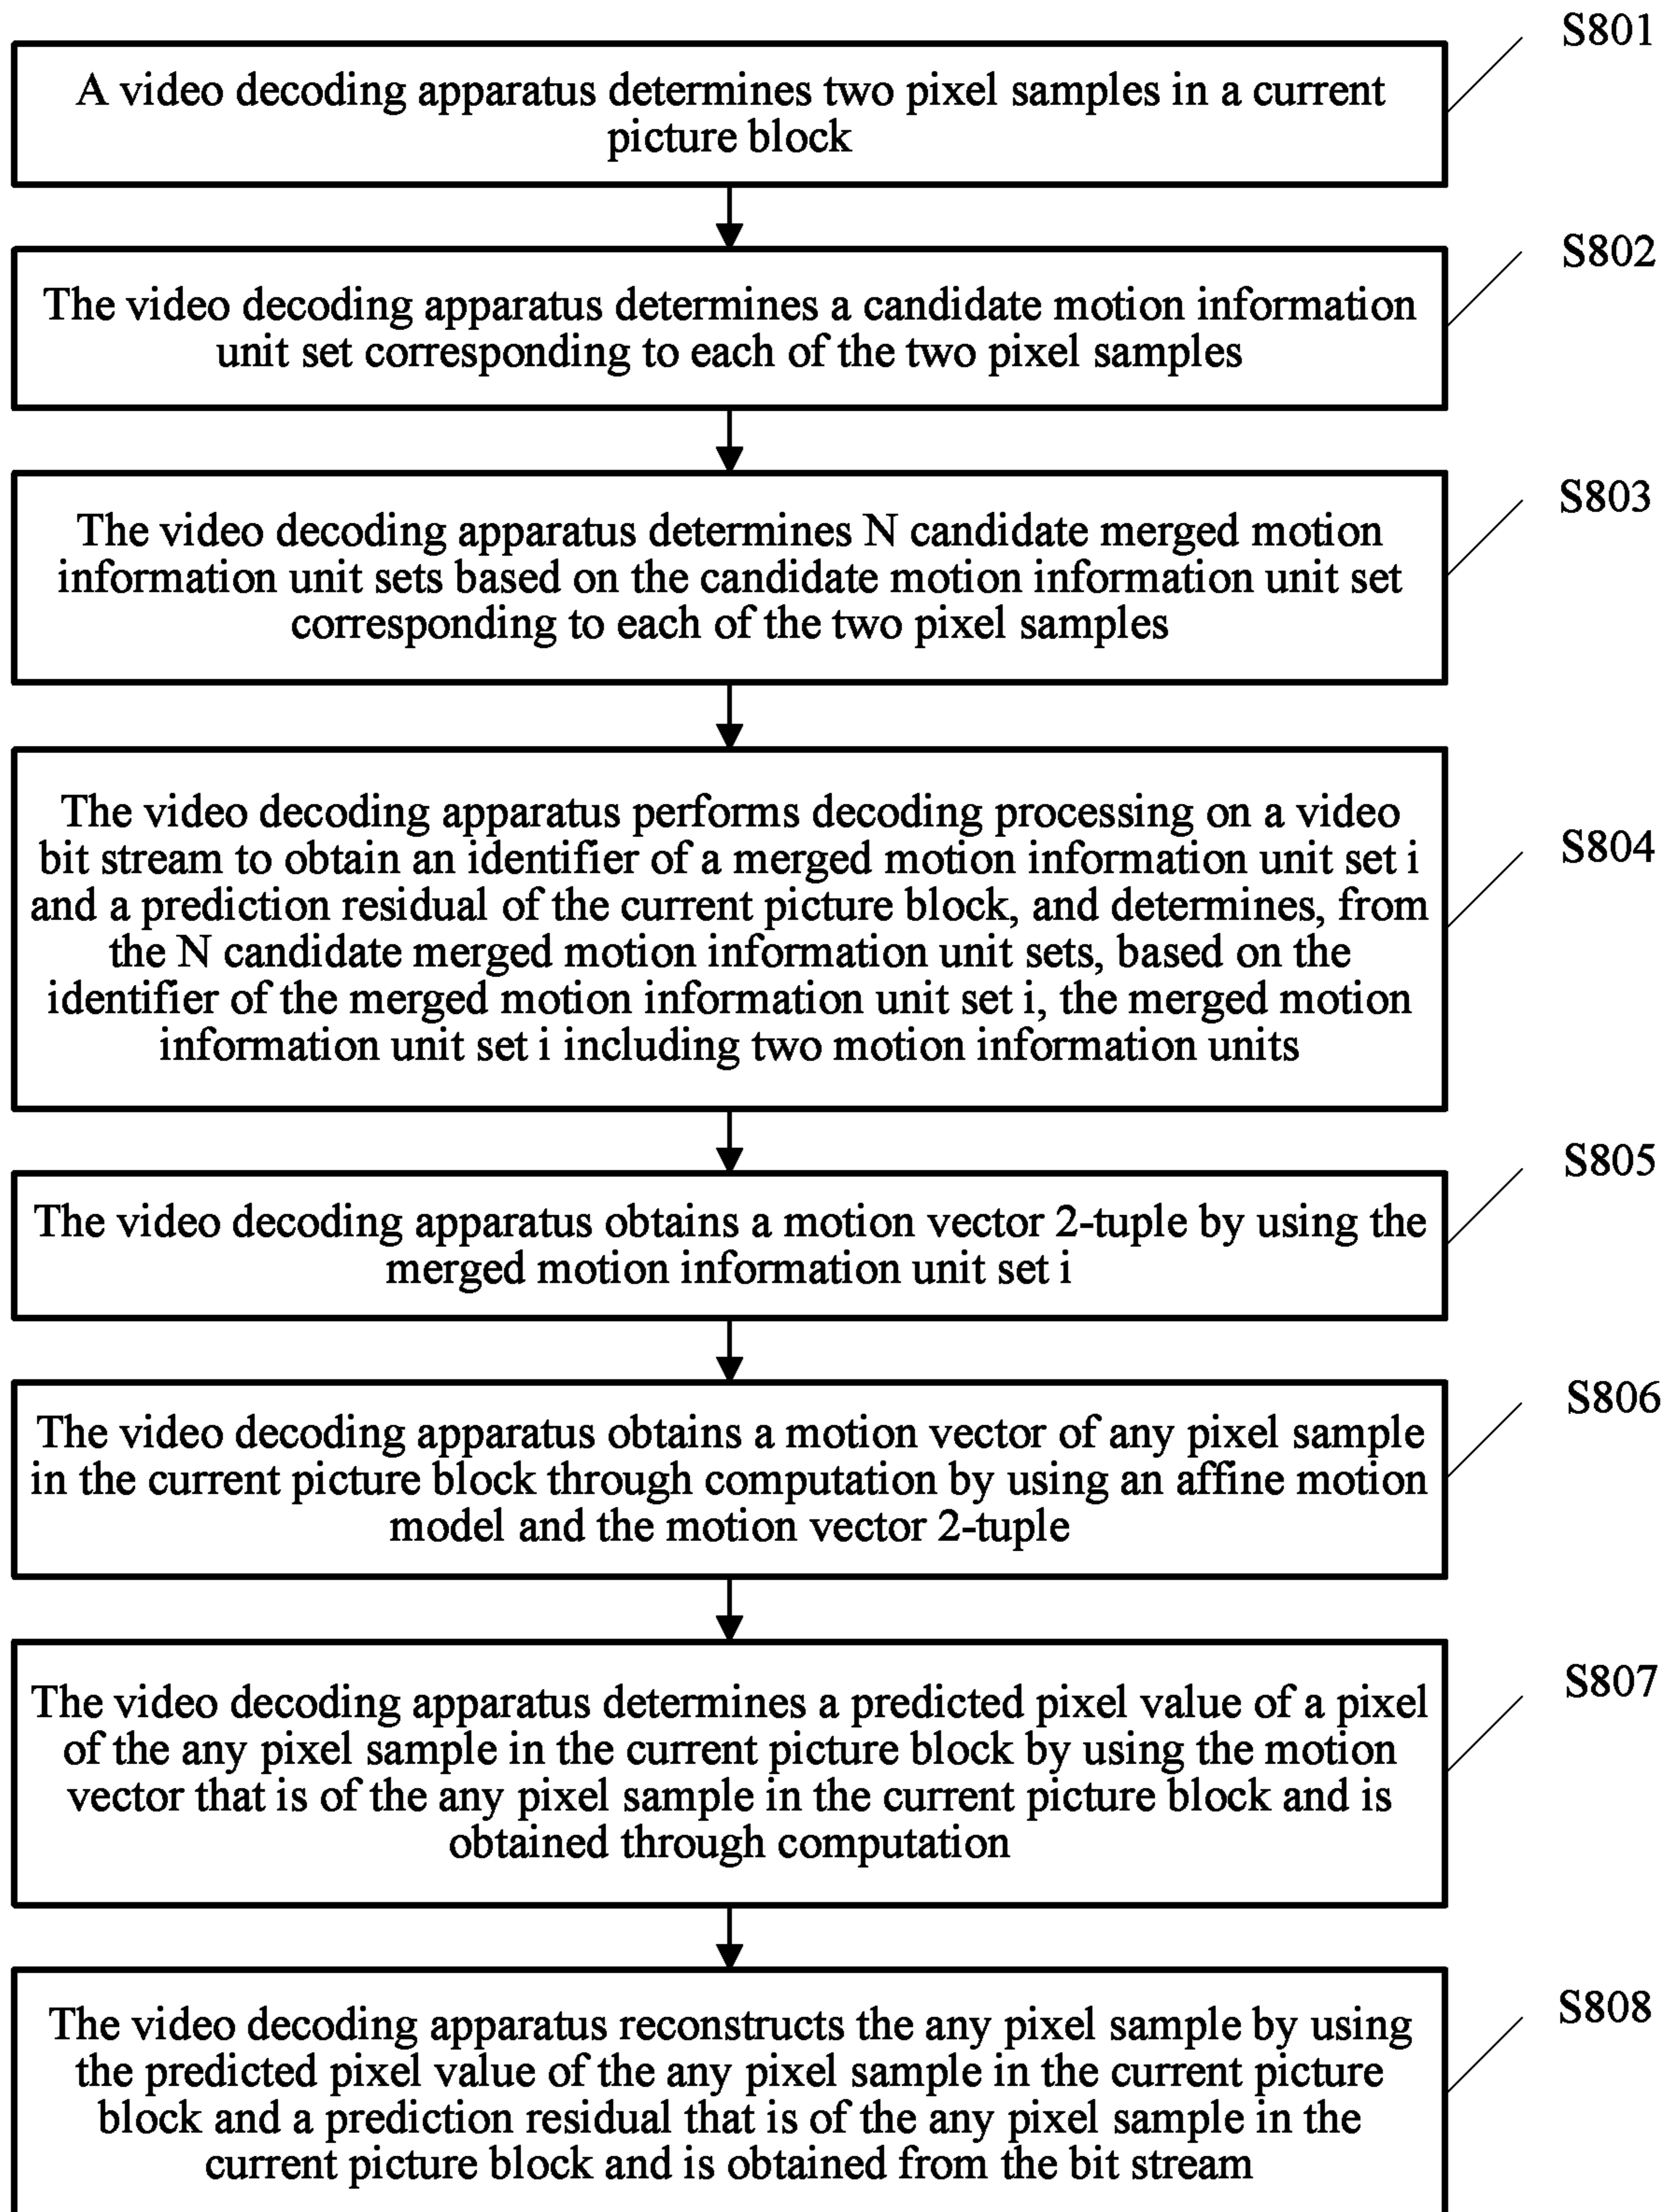 S801
A video decoding apparatus determines two pixel samples in a current
picture block
S802
The video decoding apparatus determines a candidate motion information
unit set corresponding to each of the two pixel samples
S803
The video decoding apparatus determines N candidate merged motion
information unit sets based on the candidate motion information unit set
corresponding to each of the two pixel samples
S804
The video decoding apparatus performs decoding processing on a video
bit stream to obtain an identifier of a merged motion information unit set i
and a prediction residual of the current picture block, and determines, from
the N candidate merged motion information unit sets, based on the
identifier of the merged motion information unit set i, the merged motion
information unit set i including two motion information units
S805
The video decoding apparatus obtains a motion vector 2-tuple by using the
merged motion information unit set i
S806
The video decoding apparatus obtains a motion vector of any pixel sample
in the current picture block through computation by using an affine motion
model and the motion vector 2-tuple
S807
The video decoding apparatus determines a predicted pixel value of a pixel
of the any pixel sample in the current picture block by using the motion
vector that is of the any pixel sample in the current picture block and is
obtained through computation
S808
The video decoding apparatus reconstructs the any pixel sample by using
the predicted pixel value of the any pixel sample in the current picture
block and a prediction residual that is of the any pixel sample in the
current picture block and is obtained from the bit stream